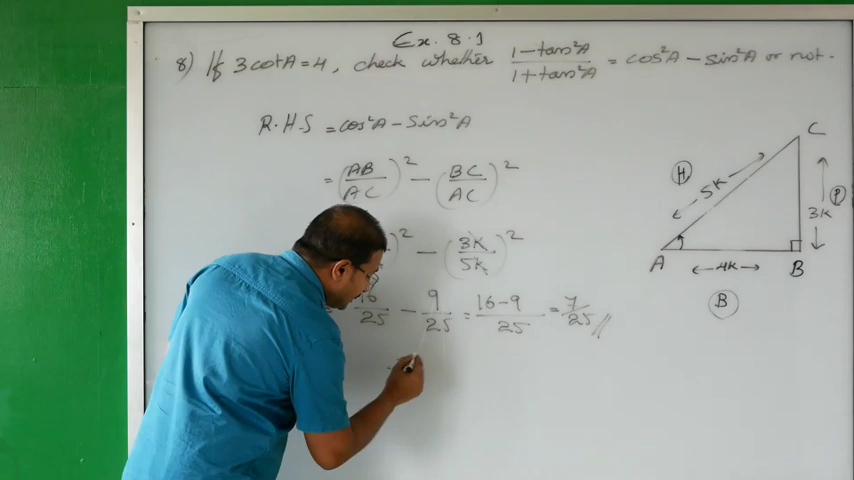 Ex. 8.1
8) If 3cotA = 4, check whether (1 - tan²A)/(1 + tan²A) = cos²A - sin²A or not.
R.H.S = cos²A - Sin²A
= (AB/AC)² - (BC/AC)²
)² - (3K/5K)²
16/25 - 9/25 = (16-9)/25 = 7/25 //
C
H
5K
P
3K
A
4K
B
B